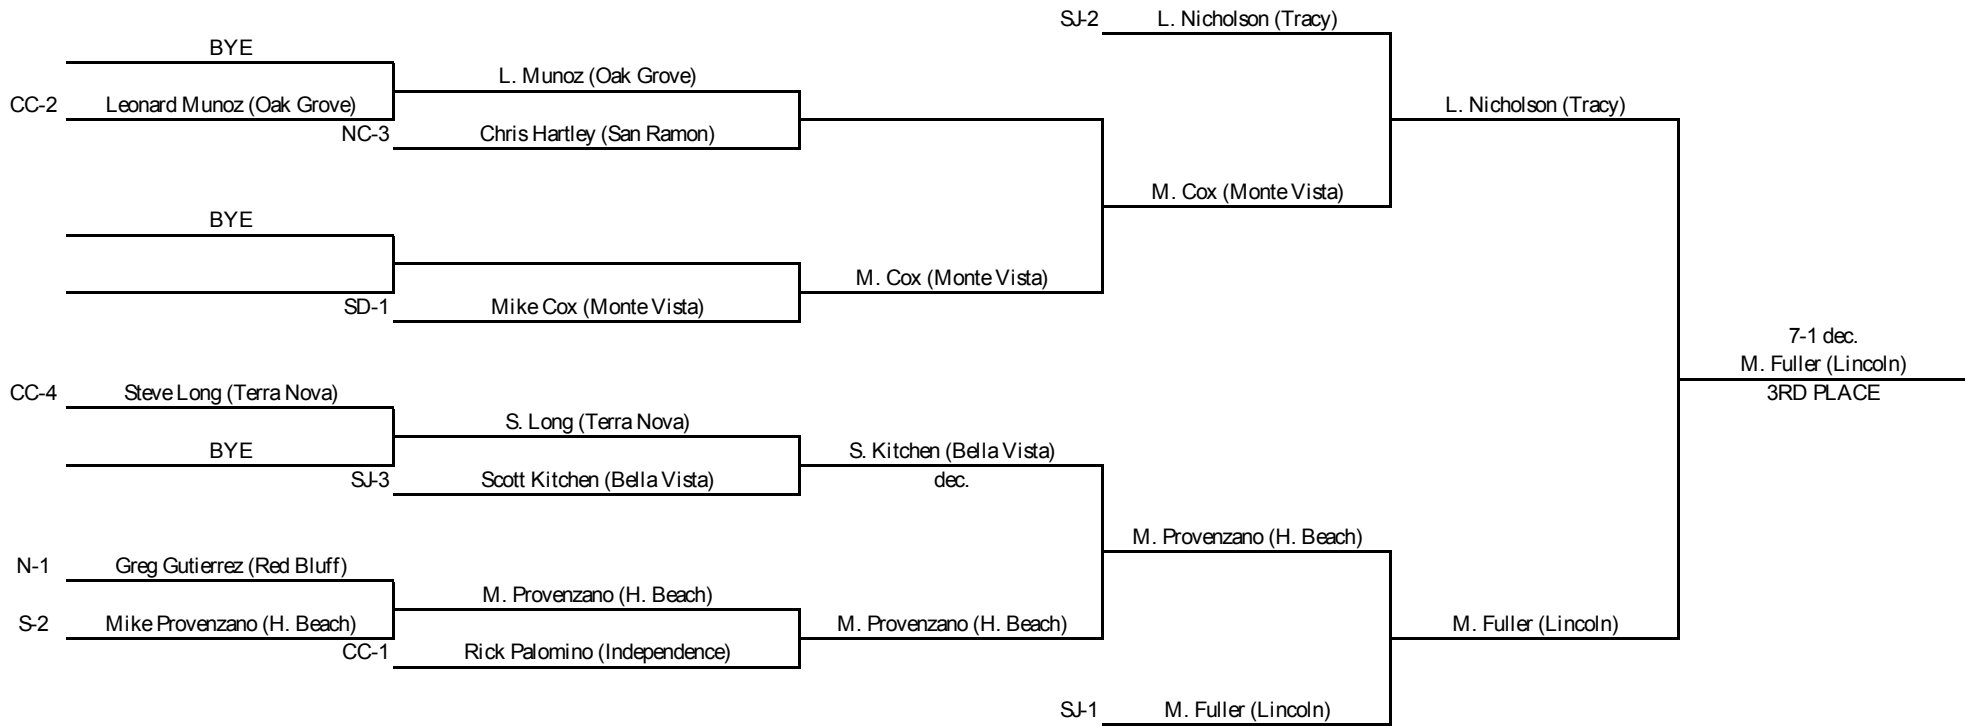 SJ-2 L. Nicholson (Tracy)
BYE
L. Munoz (Oak Grove)
CC-2 Leonard Munoz (Oak Grove) L. Nicholson (Tracy)
NC-3 Chris Hartley (San Ramon)
M. Cox (Monte Vista)
BYE
M. Cox (Monte Vista)
SD-1 Mike Cox (Monte Vista)
7-1 dec.
M. Fuller (Lincoln)
CC-4 Steve Long (Terra Nova) 3RD PLACE
S. Long (Terra Nova)
BYE S. Kitchen (Bella Vista)
SJ-3 Scott Kitchen (Bella Vista) dec.
M. Provenzano (H. Beach)
N-1 Greg Gutierrez (Red Bluff)
M. Provenzano (H. Beach)
S-2 Mike Provenzano (H. Beach) M. Provenzano (H. Beach) M. Fuller (Lincoln)
CC-1 Rick Palomino (Independence)
SJ-1 M. Fuller (Lincoln)